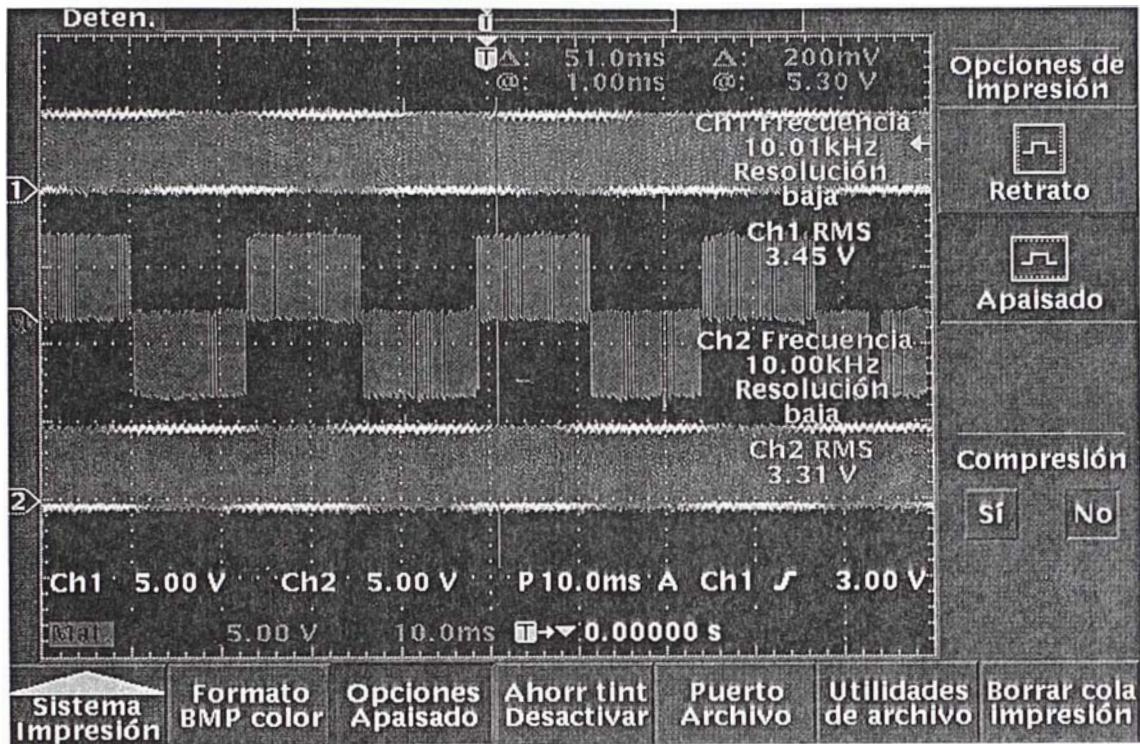 Deten.
T
T
Δ: 51.0ms Δ: 200mV
@: 1.00ms @: 5.30 V
Ch1 Frecuencia
10.01kHz
Resolución
baja
1
Ch1 RMS
3.45 V
Ch2 Frecuencia
10.00kHz
Resolución
baja
Ch2 RMS
3.31 V
2
Ch1 5.00 V Ch2 5.00 V P 10.0ms A Ch1 3.00 V
Mat. 5.00 V 10.0ms T→▼ 0.00000 s
Opciones de
impresión
Retrato
Apaisado
Compresión
Sí No
Sistema
Impresión
Formato
BMP color
Opciones
Apaisado
Ahorr tint
Desactivar
Puerto
Archivo
Utilidades
de archivo
Borrar cola
impresión